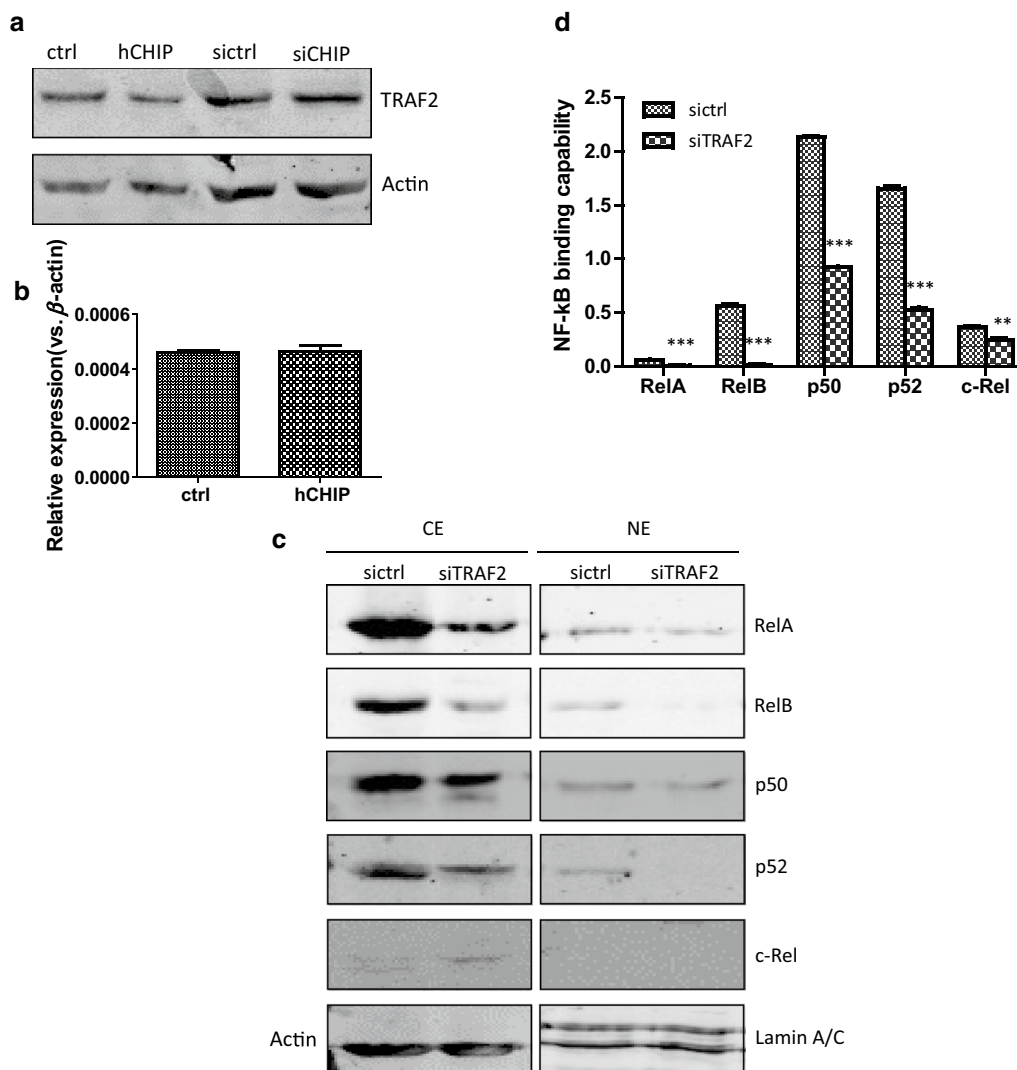 a
ctrl hCHIP sictrl siCHIP
TRAF2
Actin
b
Relative expression(vs. β-actin)
0.0006
0.0004
0.0002
0.0000
ctrl hCHIP
c
CE NE
sictrl siTRAF2 sictrl siTRAF2
RelA
RelB
p50
p52
c-Rel
Actin Lamin A/C
d
NF-kB binding capability
2.5
2.0
1.5
1.0
0.5
0.0
sictrl
siTRAF2
*** *** *** *** **
RelA RelB p50 p52 c-Rel